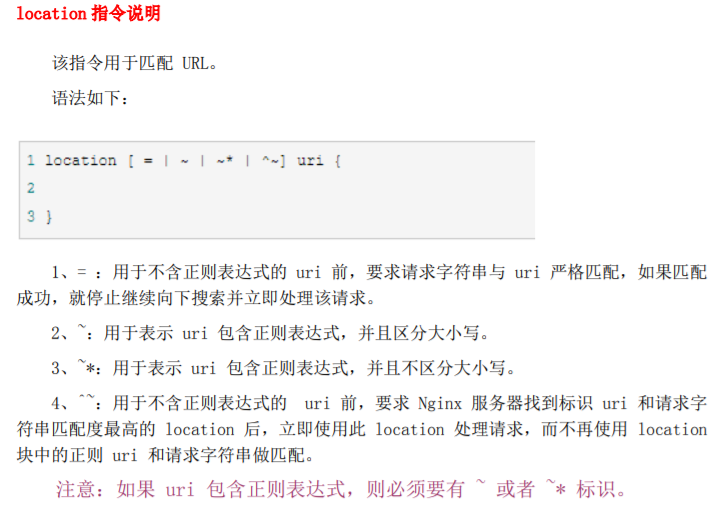 location 指令说明
该指令用于匹配 URL。
语法如下：
1 location [ = | ~ | ~* | ^~] uri {
2
3 }
1、= ：用于不含正则表达式的 uri 前，要求请求字符串与 uri 严格匹配，如果匹配
成功，就停止继续向下搜索并立即处理该请求。
2、~：用于表示 uri 包含正则表达式，并且区分大小写。
3、~*：用于表示 uri 包含正则表达式，并且不区分大小写。
4、^~：用于不含正则表达式的 uri 前，要求 Nginx 服务器找到标识 uri 和请求字
符串匹配度最高的 location 后，立即使用此 location 处理请求，而不再使用 location
块中的正则 uri 和请求字符串做匹配。
注意：如果 uri 包含正则表达式，则必须要有 ~ 或者 ~* 标识。